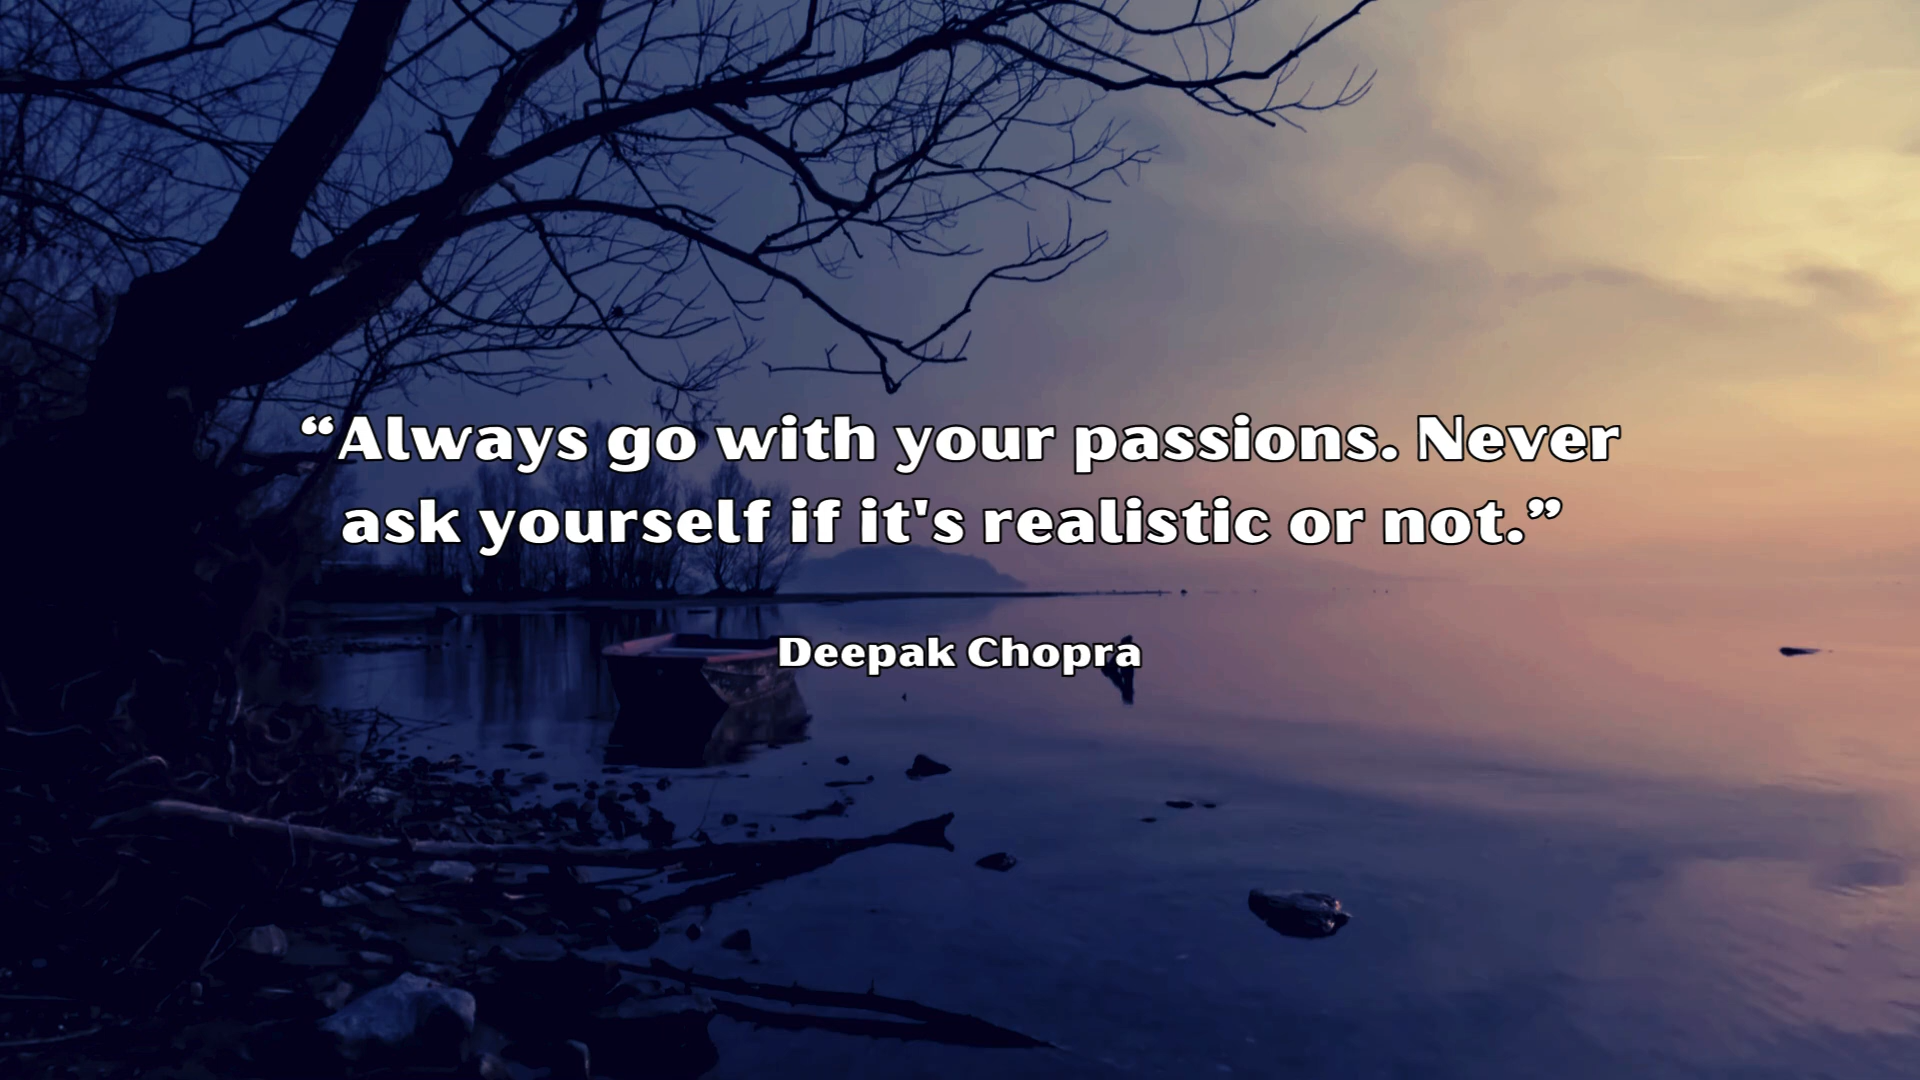 “Always go with your passions. Never
ask yourself if it's realistic or not.”
Deepak Chopra